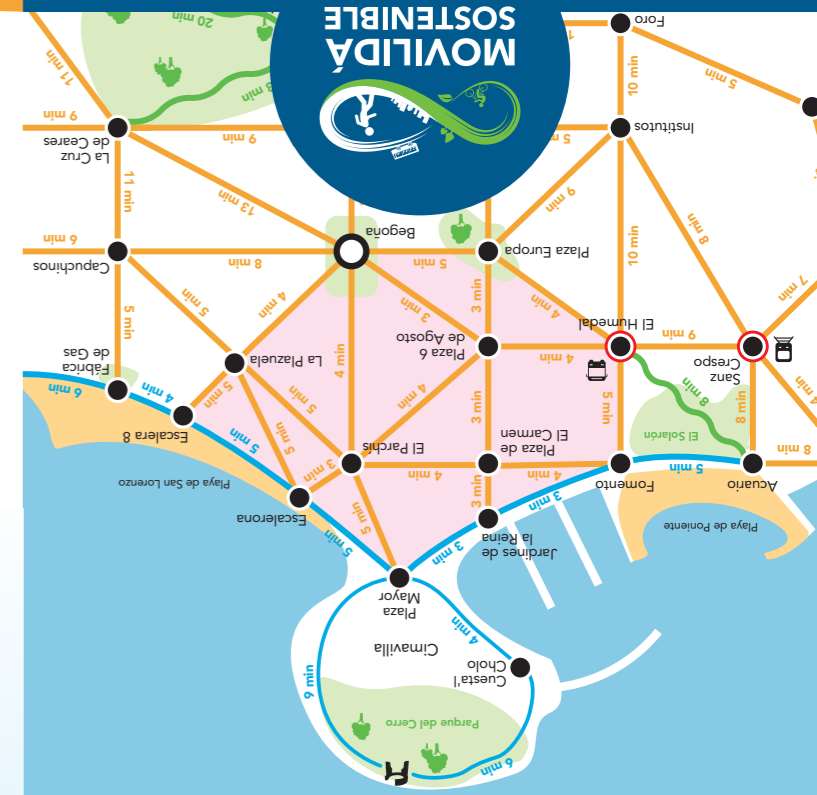 6 min
Parque del Cerro
9 min
Cuesta'l
Cholo
Cimavilla
4 min
Plaza
Mayor
3 min
Jardines de
la Reina
5 min
Playa de Poniente
Escalerona
5 min
3 min
3 min
Acuario
Fomento
Playa de San Lorenzo
5 min
4 min
4 min
3 min
8 min
Plaza de
El Carmen
El Parchís
El Solarón
5 min
5 min
Escalera 8
8 min
8 min
5 min
3 min
4 min
5 min
5 min
4 min
6 min
Sanz
Crespo
9 min
El Humedal
4 min
Plaza 6
de Agosto
4 min
La Plazuela
Fábrica
de Gas
7 min
4 min
3 min
3 min
4 min
5 min
5 min
10 min
Plaza Europa
5 min
8 min
6 min
Capuchinos
8 min
9 min
Begoña
13 min
11 min
Institutos
5 min
9 min
9 min
La Cruz
de Ceares
5 min
10 min
11 min
Foro
20 min
MOVILIDÁ
SOSTENIBLE